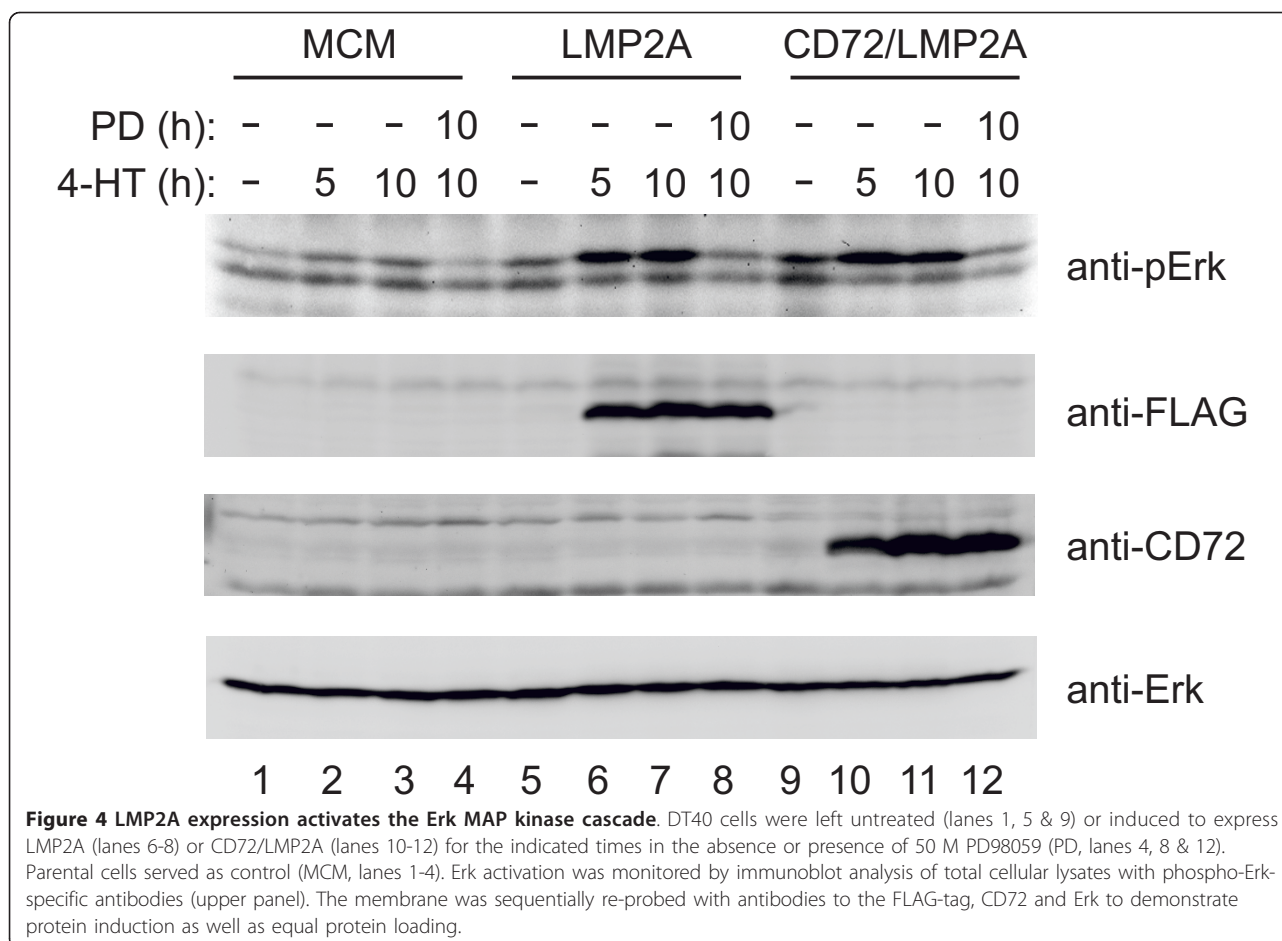 MCM LMP2A CD72/LMP2A
PD (h): – – – 10 – – – 10 – – – 10
4-HT (h): – 5 10 10 – 5 10 10 – 5 10 10
anti-pErk
anti-FLAG
anti-CD72
anti-Erk
1 2 3 4 5 6 7 8 9 10 11 12
Figure 4 LMP2A expression activates the Erk MAP kinase cascade. DT40 cells were left untreated (lanes 1, 5 & 9) or induced to express
LMP2A (lanes 6-8) or CD72/LMP2A (lanes 10-12) for the indicated times in the absence or presence of 50 M PD98059 (PD, lanes 4, 8 & 12).
Parental cells served as control (MCM, lanes 1-4). Erk activation was monitored by immunoblot analysis of total cellular lysates with phospho-Erk-
specific antibodies (upper panel). The membrane was sequentially re-probed with antibodies to the FLAG-tag, CD72 and Erk to demonstrate
protein induction as well as equal protein loading.